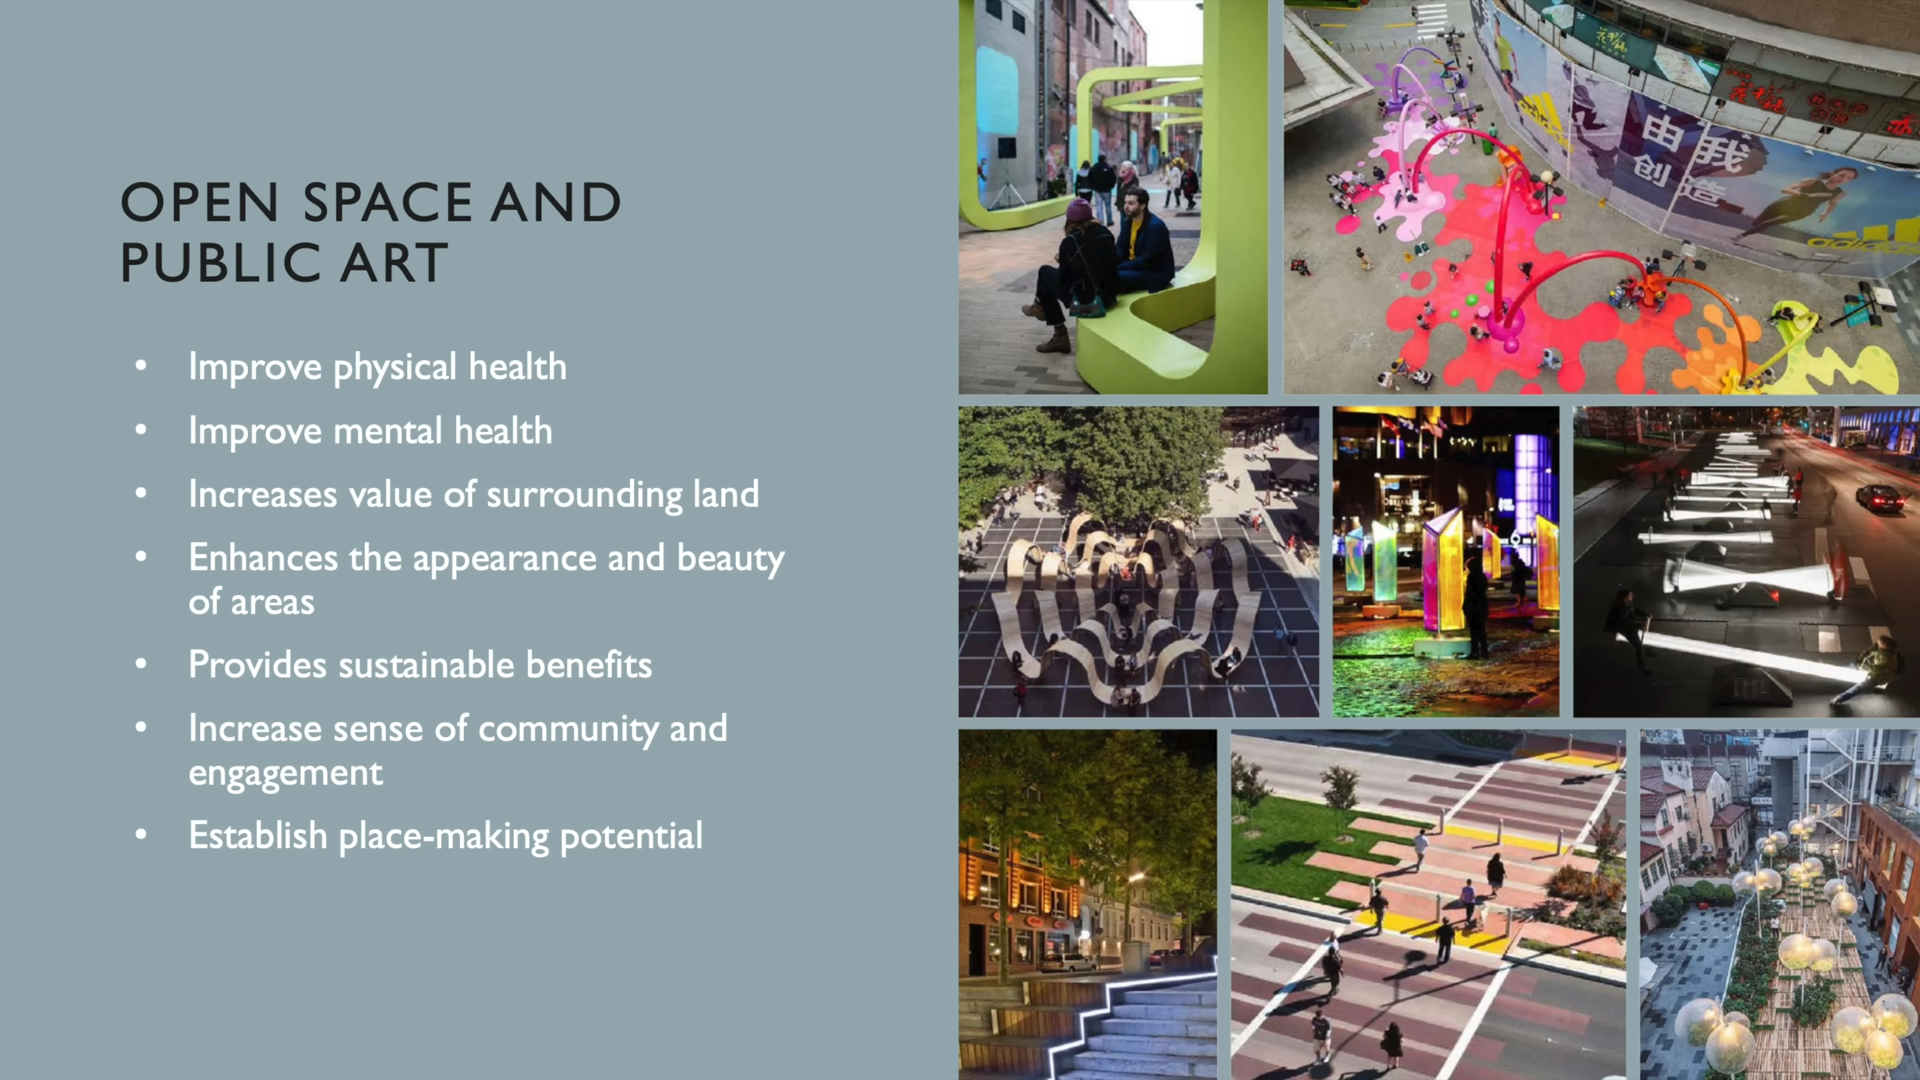 OPEN SPACE AND
PUBLIC ART
• Improve physical health
• Improve mental health
• Increases value of surrounding land
• Enhances the appearance and beauty
of areas
• Provides sustainable benefits
• Increase sense of community and
engagement
• Establish place-making potential
由我
创造
adidas